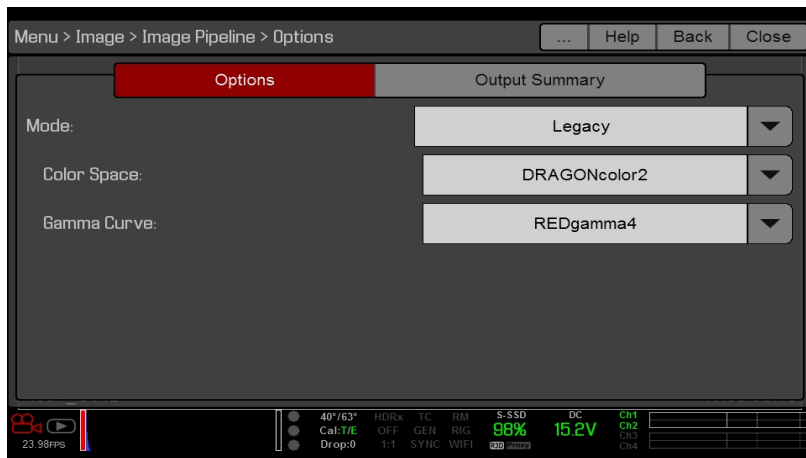 Menu > Image > Image Pipeline > Options ... Help Back Close
Options Output Summary
Mode: Legacy
Color Space: DRAGONcolor2
Gamma Curve: REDgamma4
40°/63° HDRx TC RM S-SSD DC Ch1
Cal:T/E OFF GEN RIG 98% 15.2V Ch2
Ch3
23.98FPS Drop:0 1:1 SYNC WIFI R3D Proxy Ch4